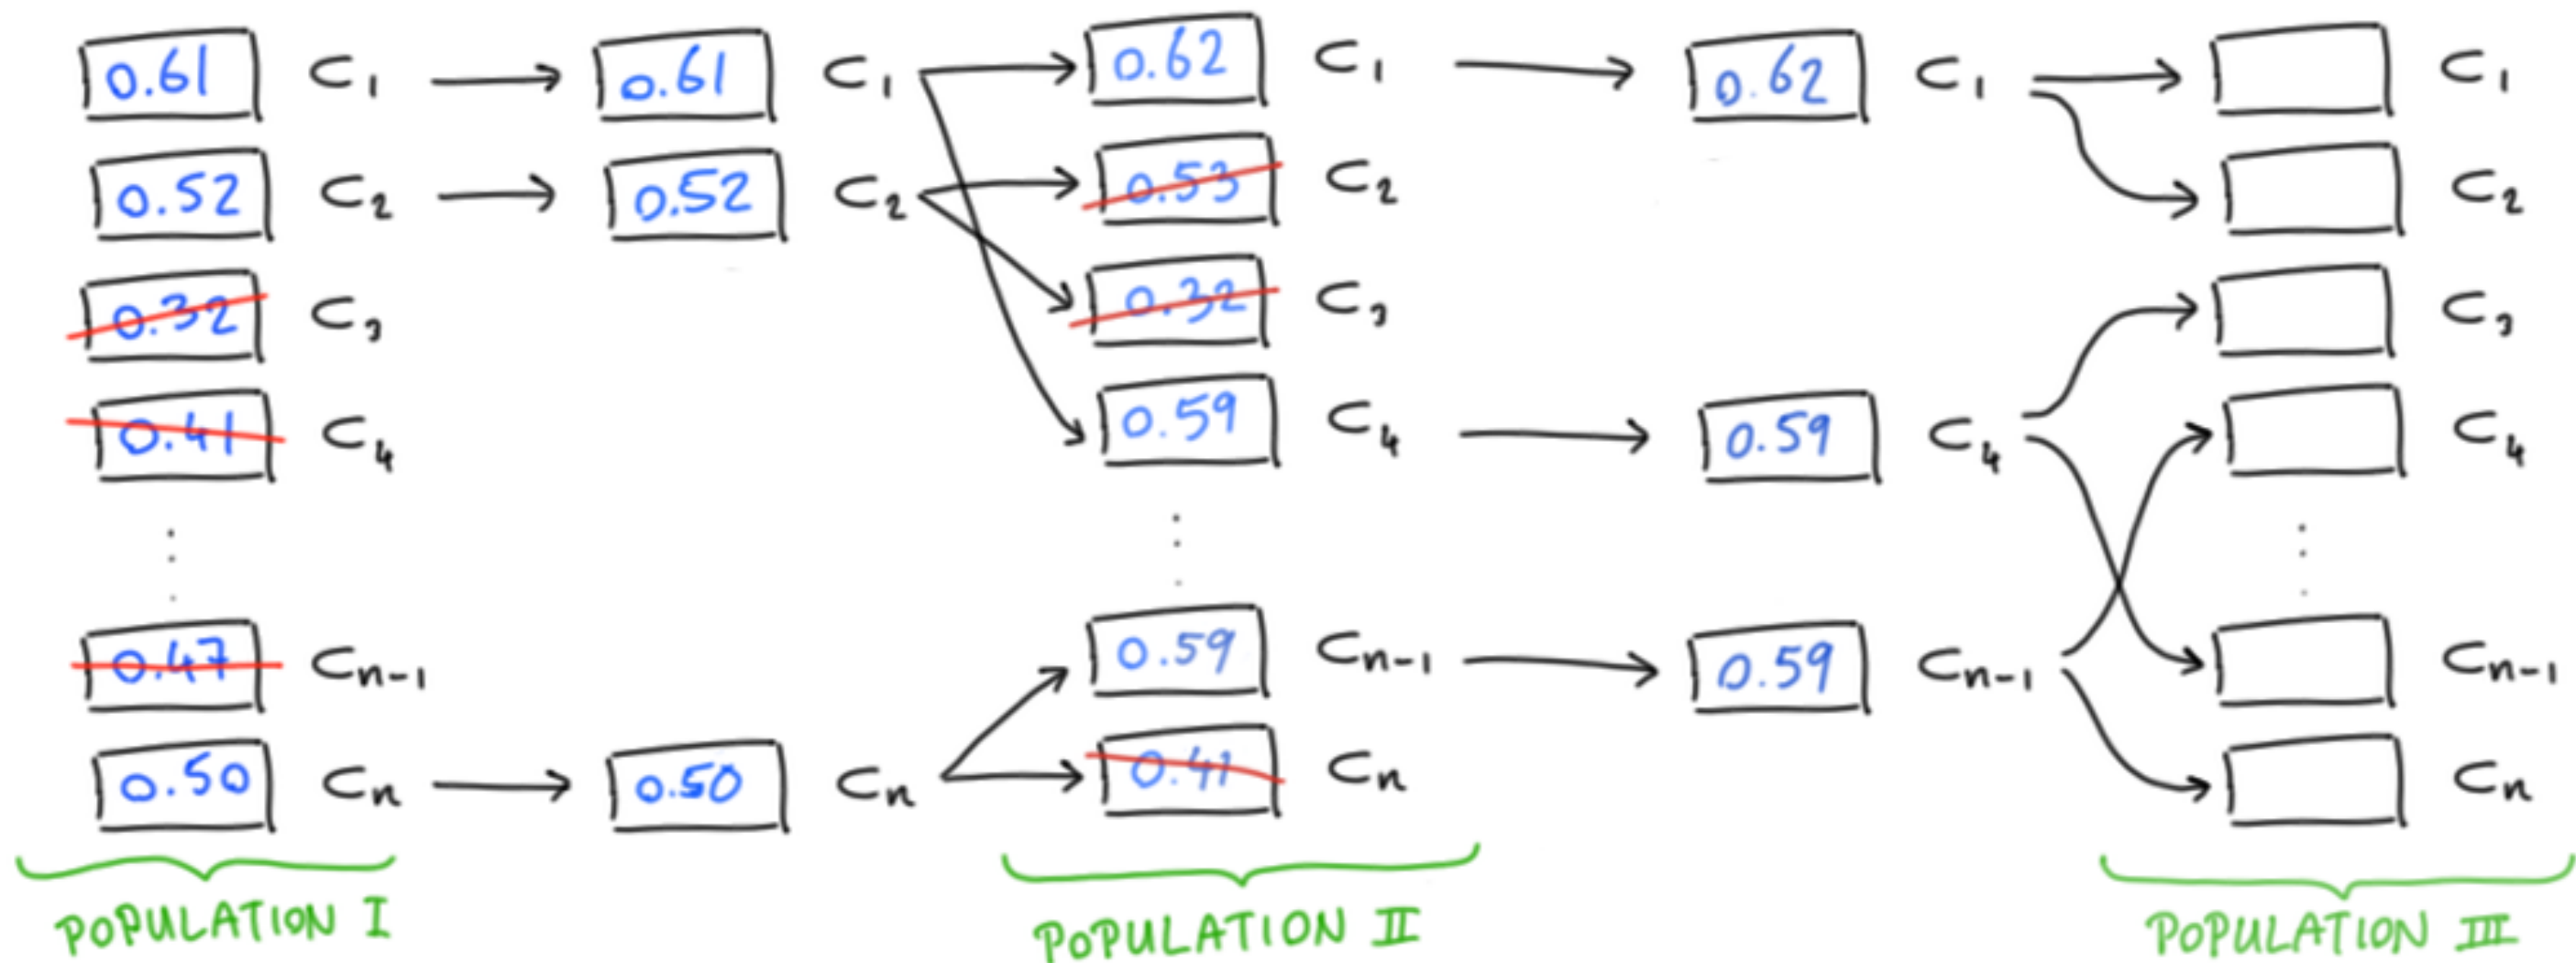 0.61 C1 → 0.61 C1 0.62 C1 → 0.62 C1 C1
0.52 C2 → 0.52 C2 0.53 C2 C2
0.32 C3 0.32 C3 C3
0.41 C4 0.59 C4 → 0.59 C4 C4
0.47 Cn-1 0.59 Cn-1 → 0.59 Cn-1 Cn-1
0.50 Cn → 0.50 Cn 0.41 Cn Cn
POPULATION I POPULATION II POPULATION III